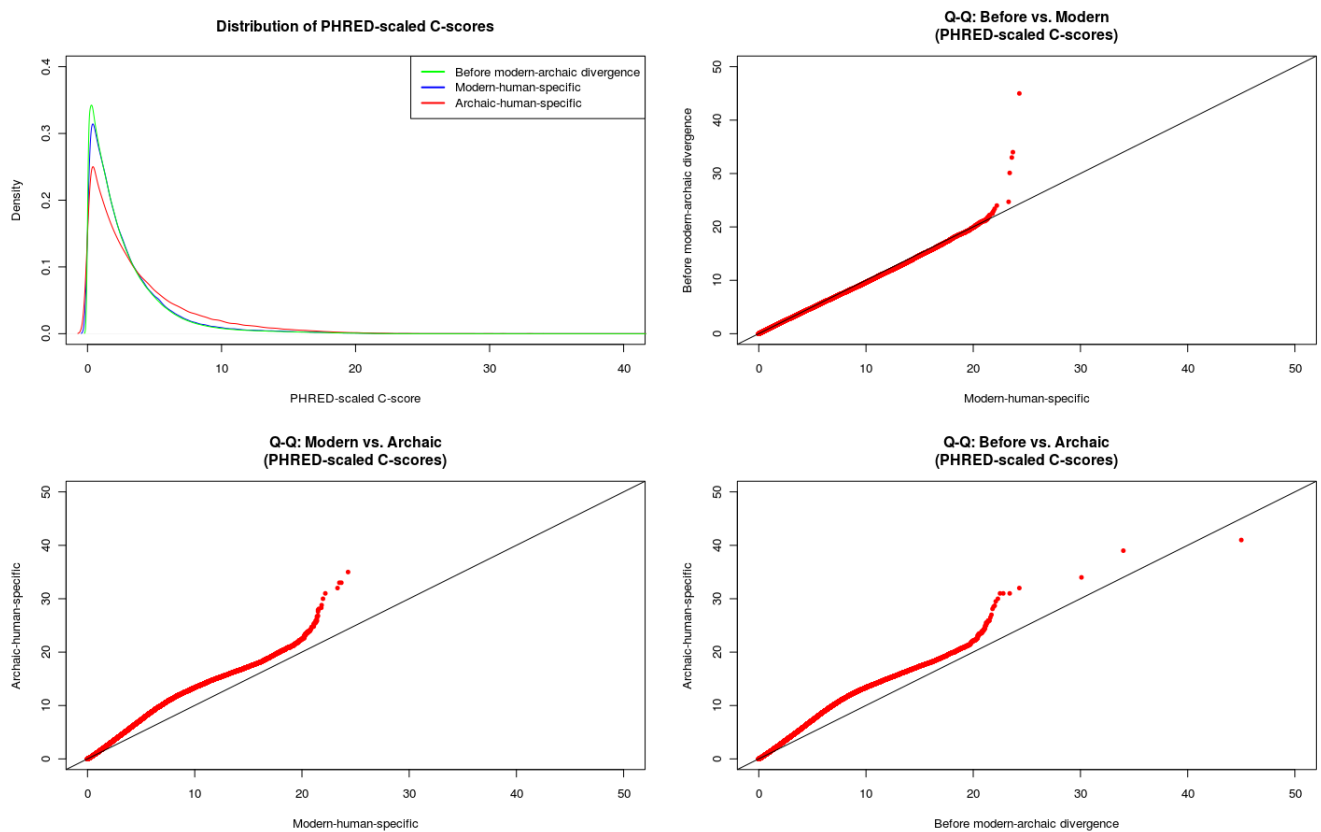 Distribution of PHRED-scaled C-scores
Density
0.0
0.1
0.2
0.3
0.4
Before modern-archaic divergence
Modern-human-specific
Archaic-human-specific
0 10 20 30 40
PHRED-scaled C-score
Q-Q: Before vs. Modern
(PHRED-scaled C-scores)
Before modern-archaic divergence
0
10
20
30
40
50
0 10 20 30 40 50
Modern-human-specific
Q-Q: Modern vs. Archaic
(PHRED-scaled C-scores)
Archaic-human-specific
0
10
20
30
40
50
0 10 20 30 40 50
Modern-human-specific
Q-Q: Before vs. Archaic
(PHRED-scaled C-scores)
Archaic-human-specific
0
10
20
30
40
50
0 10 20 30 40 50
Before modern-archaic divergence